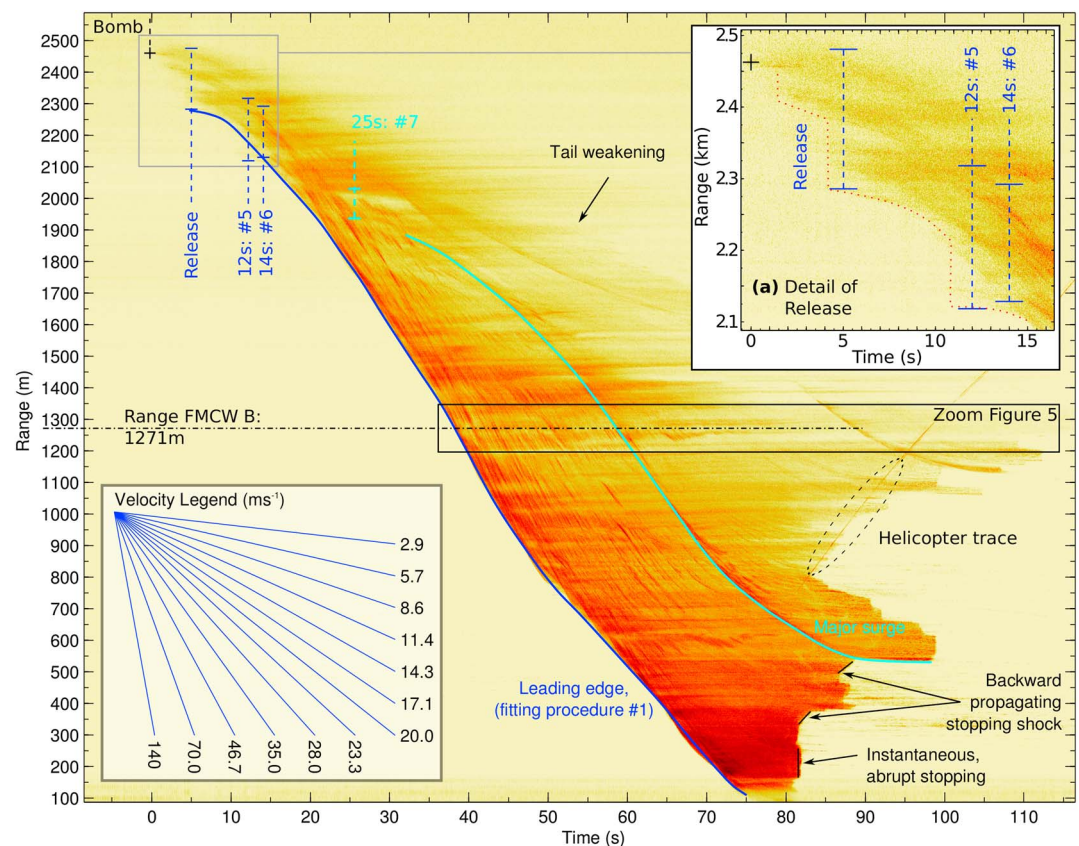 Bomb
2500
2400
2300
2200
2100
2000
1900
1800
1700
1600
1500
1400
1300
1200
1100
1000
900
800
700
600
500
400
300
200
100
Range (m)
0
10
20
30
40
50
60
70
80
90
100
110
Time (s)
Release
12s: #5
14s: #6
25s: #7
Tail weakening
2.5
2.4
2.3
2.2
2.1
Range (km)
Release
12s: #5
14s: #6
(a) Detail of
Release
0
5
10
15
Time (s)
Range FMCW B:
1271m
Zoom Figure 5
Velocity Legend (ms-1)
2.9
5.7
8.6
11.4
14.3
17.1
20.0
140
70.0
46.7
35.0
28.0
23.3
Helicopter trace
Major surge
Leading edge,
(fitting procedure #1)
Backward
propagating
stopping shock
Instantaneous,
abrupt stopping